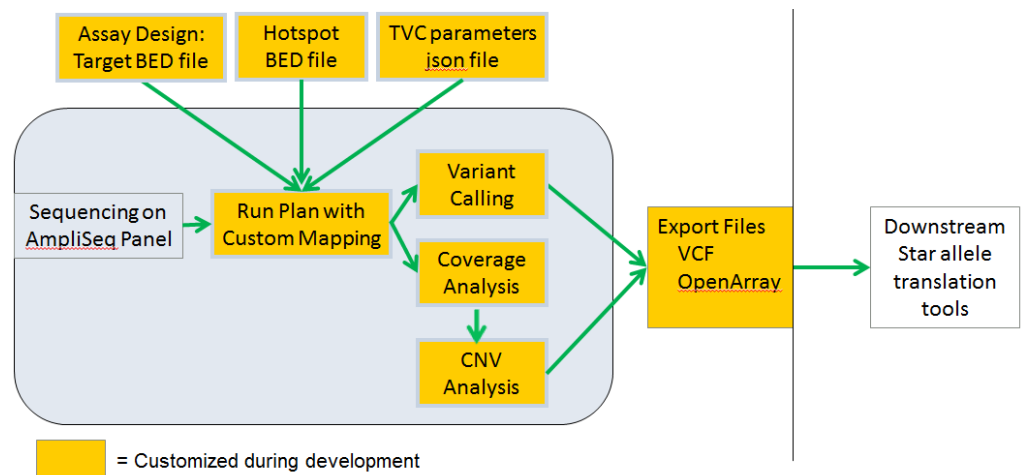 Assay Design:
Target BED file
Hotspot
BED file
TVC parameters
json file
Sequencing on
AmpliSeq Panel
Run Plan with
Custom Mapping
Variant
Calling
Coverage
Analysis
CNV
Analysis
Export Files
VCF
OpenArray
Downstream
Star allele
translation
tools
= Customized during development